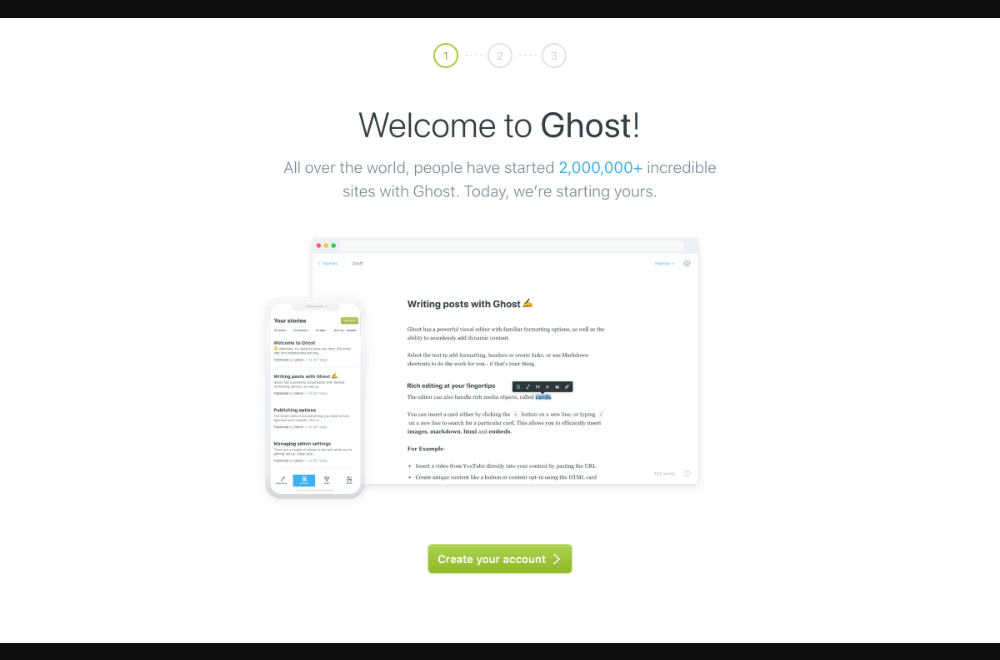 1
2
3
Welcome to Ghost!
All over the world, people have started 2,000,000+ incredible
sites with Ghost. Today, we're starting yours.
Stories
Draft
Publish
Writing posts with Ghost ✍️
Ghost has a powerful visual editor with familiar formatting options, as well as the
ability to seamlessly add dynamic content.
Select the text to add formatting, headers or create links, or use Markdown
shortcuts to do the work for you - if that's your thing.
Rich editing at your fingertips
The editor can also handle rich media objects, called cards.
You can insert a card either by clicking the + button on a new line, or typing /
on a new line to search for a particular card. This allows you to efficiently insert
images, markdown, html and embeds.
For Example:
• Insert a video from YouTube directly into your content by pasting the URL
• Create unique content like a button or content opt-in using the HTML card
words
Your stories
Welcome to Ghost
Writing posts with Ghost ✍️
Publishing options
Managing admin settings
Create your account